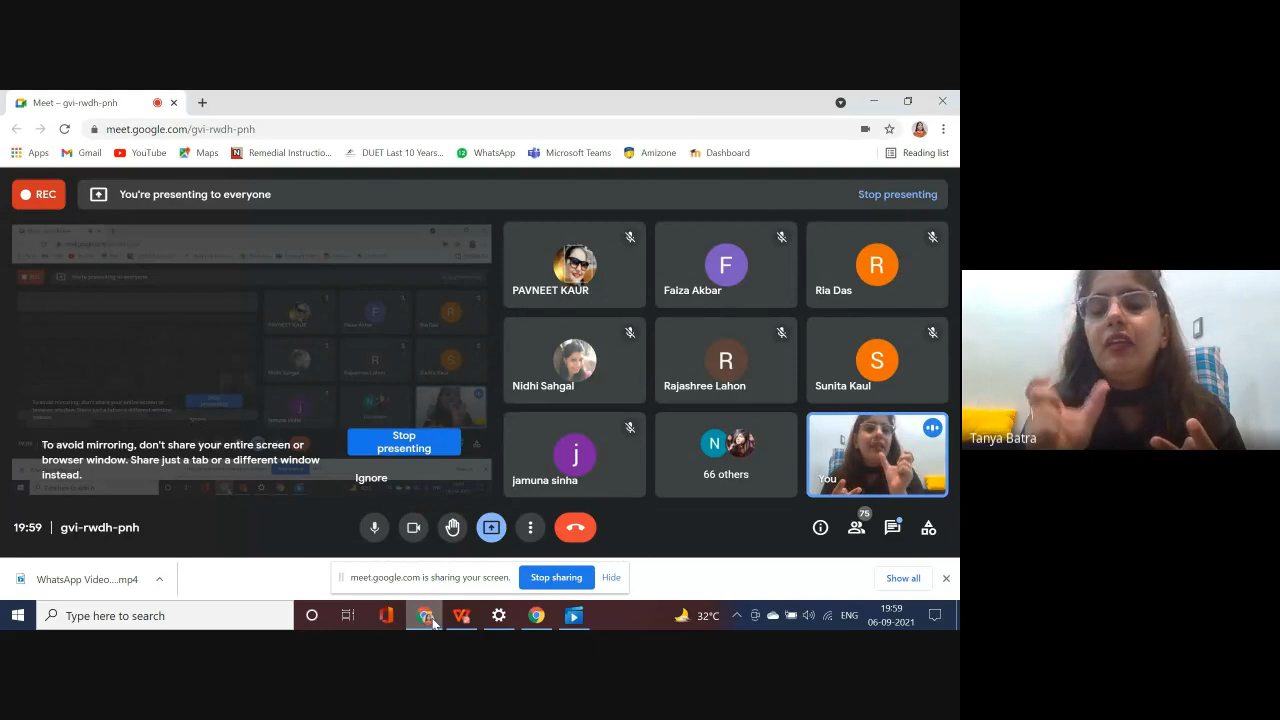 Meet – gvi-rwdh-pnh
meet.google.com/gvi-rwdh-pnh
Apps Gmail YouTube Maps Remedial Instructio... DUET Last 10 Years... WhatsApp Microsoft Teams Amizone Dashboard Reading list
REC You're presenting to everyone Stop presenting
PAVNEET KAUR
F
Faiza Akbar
R
Ria Das
Nidhi Sahgal
R
Rajashree Lahon
S
Sunita Kaul
j
jamuna sinha
N
66 others
You
To avoid mirroring, don't share your entire screen or
browser window. Share just a tab or a different window
instead.
Stop
presenting
Ignore
19:59 gvi-rwdh-pnh
75
WhatsApp Video....mp4
meet.google.com is sharing your screen. Stop sharing Hide
Show all
Type here to search
32°C
ENG
19:59
06-09-2021
Tanya Batra